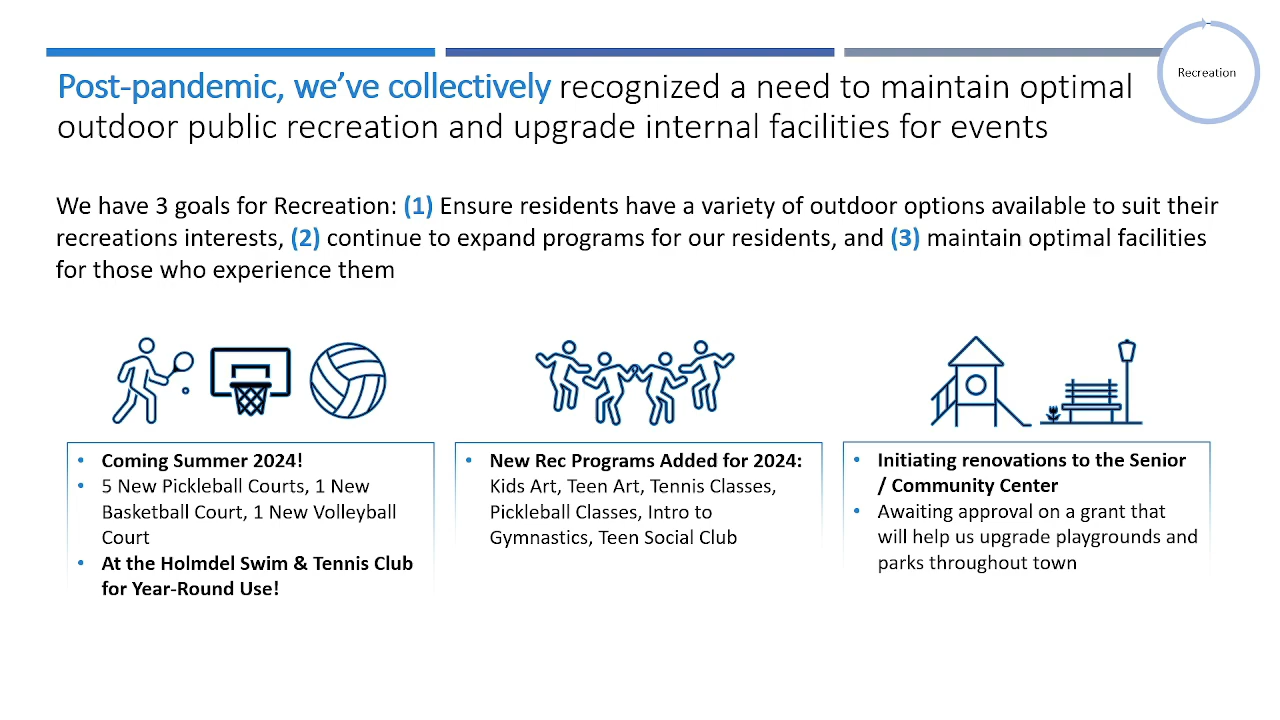 Recreation
Post-pandemic, we've collectively recognized a need to maintain optimal
outdoor public recreation and upgrade internal facilities for events
We have 3 goals for Recreation: (1) Ensure residents have a variety of outdoor options available to suit their
recreations interests, (2) continue to expand programs for our residents, and (3) maintain optimal facilities
for those who experience them
• Coming Summer 2024!
• 5 New Pickleball Courts, 1 New
Basketball Court, 1 New Volleyball
Court
• At the Holmdel Swim & Tennis Club
for Year-Round Use!
• New Rec Programs Added for 2024:
Kids Art, Teen Art, Tennis Classes,
Pickleball Classes, Intro to
Gymnastics, Teen Social Club
• Initiating renovations to the Senior
/ Community Center
• Awaiting approval on a grant that
will help us upgrade playgrounds and
parks throughout town